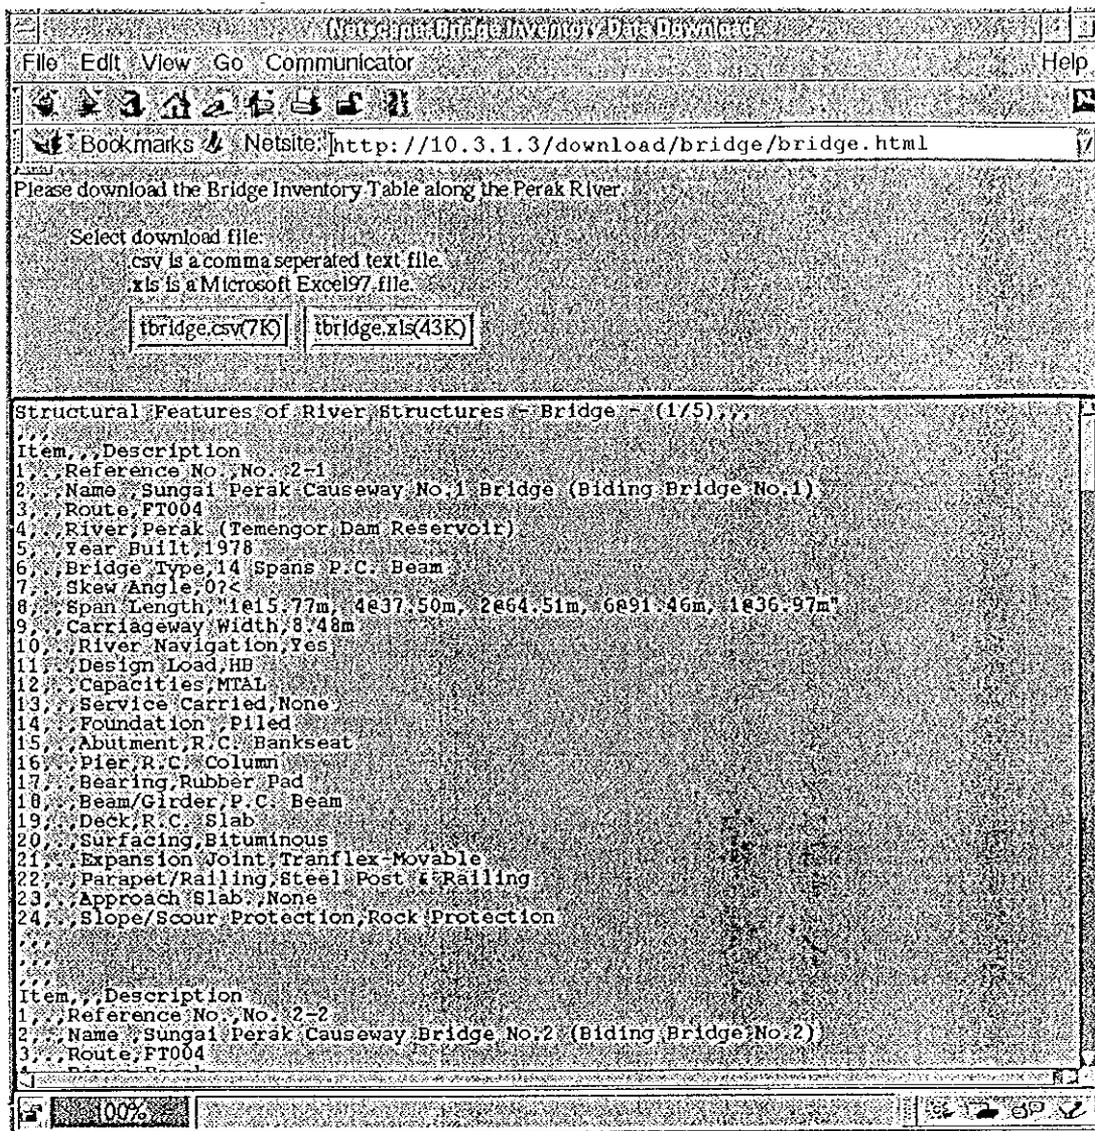 Netscape: Bridge Inventory Data Download
File Edit View Go Communicator Help
Bookmarks Netsite: http://10.3.1.3/download/bridge/bridge.html
Please download the Bridge Inventory Table along the Perak River.
Select download file:
.csv is a comma seperated text file.
.xls is a Microsoft Excel97 file.
tbridge.csv(7K) tbridge.xls(43K)
Structural Features of River Structures - Bridge - (1/5),,,
,,,
Item,,,Description
1,,,Reference No.,No. 2-1
2,,,Name ,Sungai Perak Causeway No.1 Bridge (Biding Bridge No.1)
3,,,Route,FT004
4,,,River,Perak (Temengor Dam Reservoir)
5,,,Year Built,1978
6,,,Bridge Type,14 Spans P.C. Beam
7,,,Skew Angle,0?<
8,,,Span Length,"1@15.77m, 4@37.50m, 2@64.51m, 6@91.46m, 1@36.97m"
9,,,Carriageway Width,8.48m
10,,,River Navigation,Yes
11,,,Design Load,HB
12,,,Capacities,MTAL
13,,,Service Carried,None
14,,,Foundation ,Piled
15,,,Abutment,R.C. Bankseat
16,,,Pier,R.C. Column
17,,,Bearing,Rubber Pad
18,,,Beam/Girder,P.C. Beam
19,,,Deck,R.C. Slab
20,,,Surfacing,Bituminous
21,,,Expansion Joint,Tranflex-Movable
22,,,Parapet/Railing,Steel Post & Railing
23,,,Approach Slab.,None
24,,,Slope/Scour Protection,Rock Protection
,,,
,,,
,,,
Item,,,Description
1,,,Reference No.,No. 2-2
2,,,Name ,Sungai Perak Causeway Bridge No.2 (Biding Bridge No.2)
3,,,Route,FT004
100%